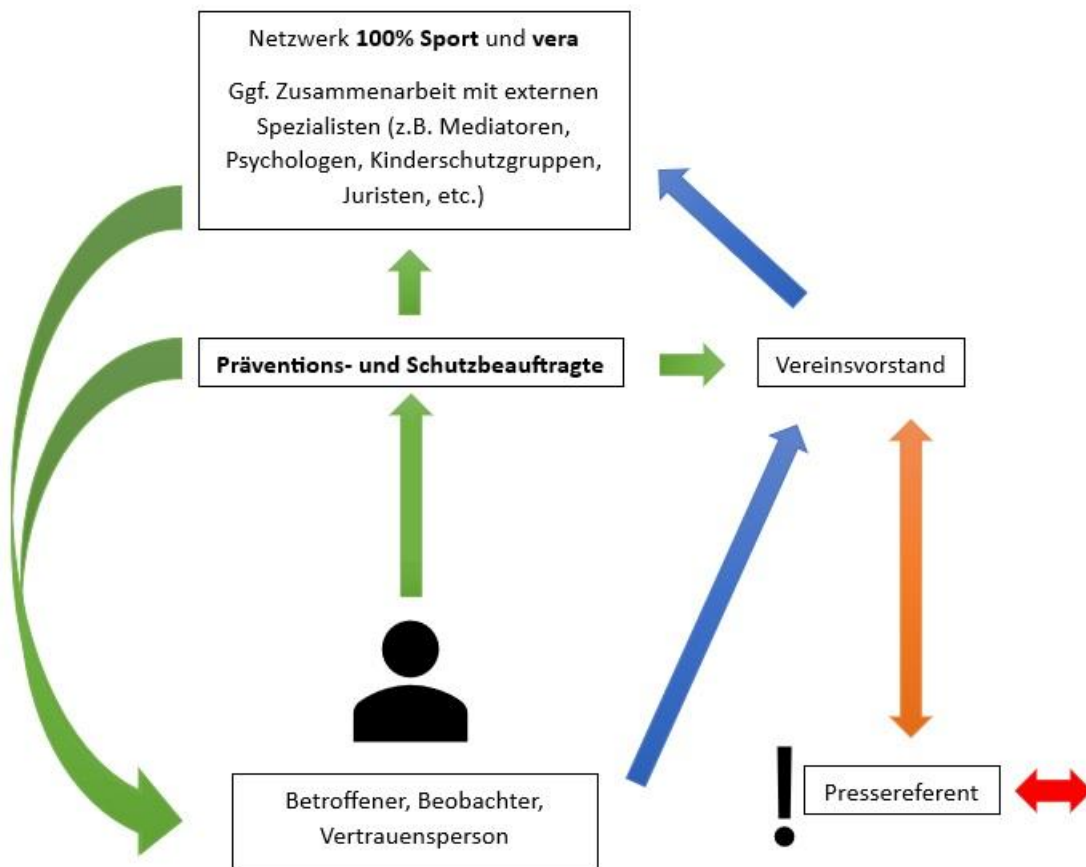 Netzwerk 100% Sport und vera
Ggf. Zusammenarbeit mit externen
Spezialisten (z.B. Mediatoren,
Psychologen, Kinderschutzgruppen,
Juristen, etc.)
Präventions- und Schutzbeauftragte
Vereinsvorstand
Betroffener, Beobachter,
Vertrauensperson
!
Pressereferent